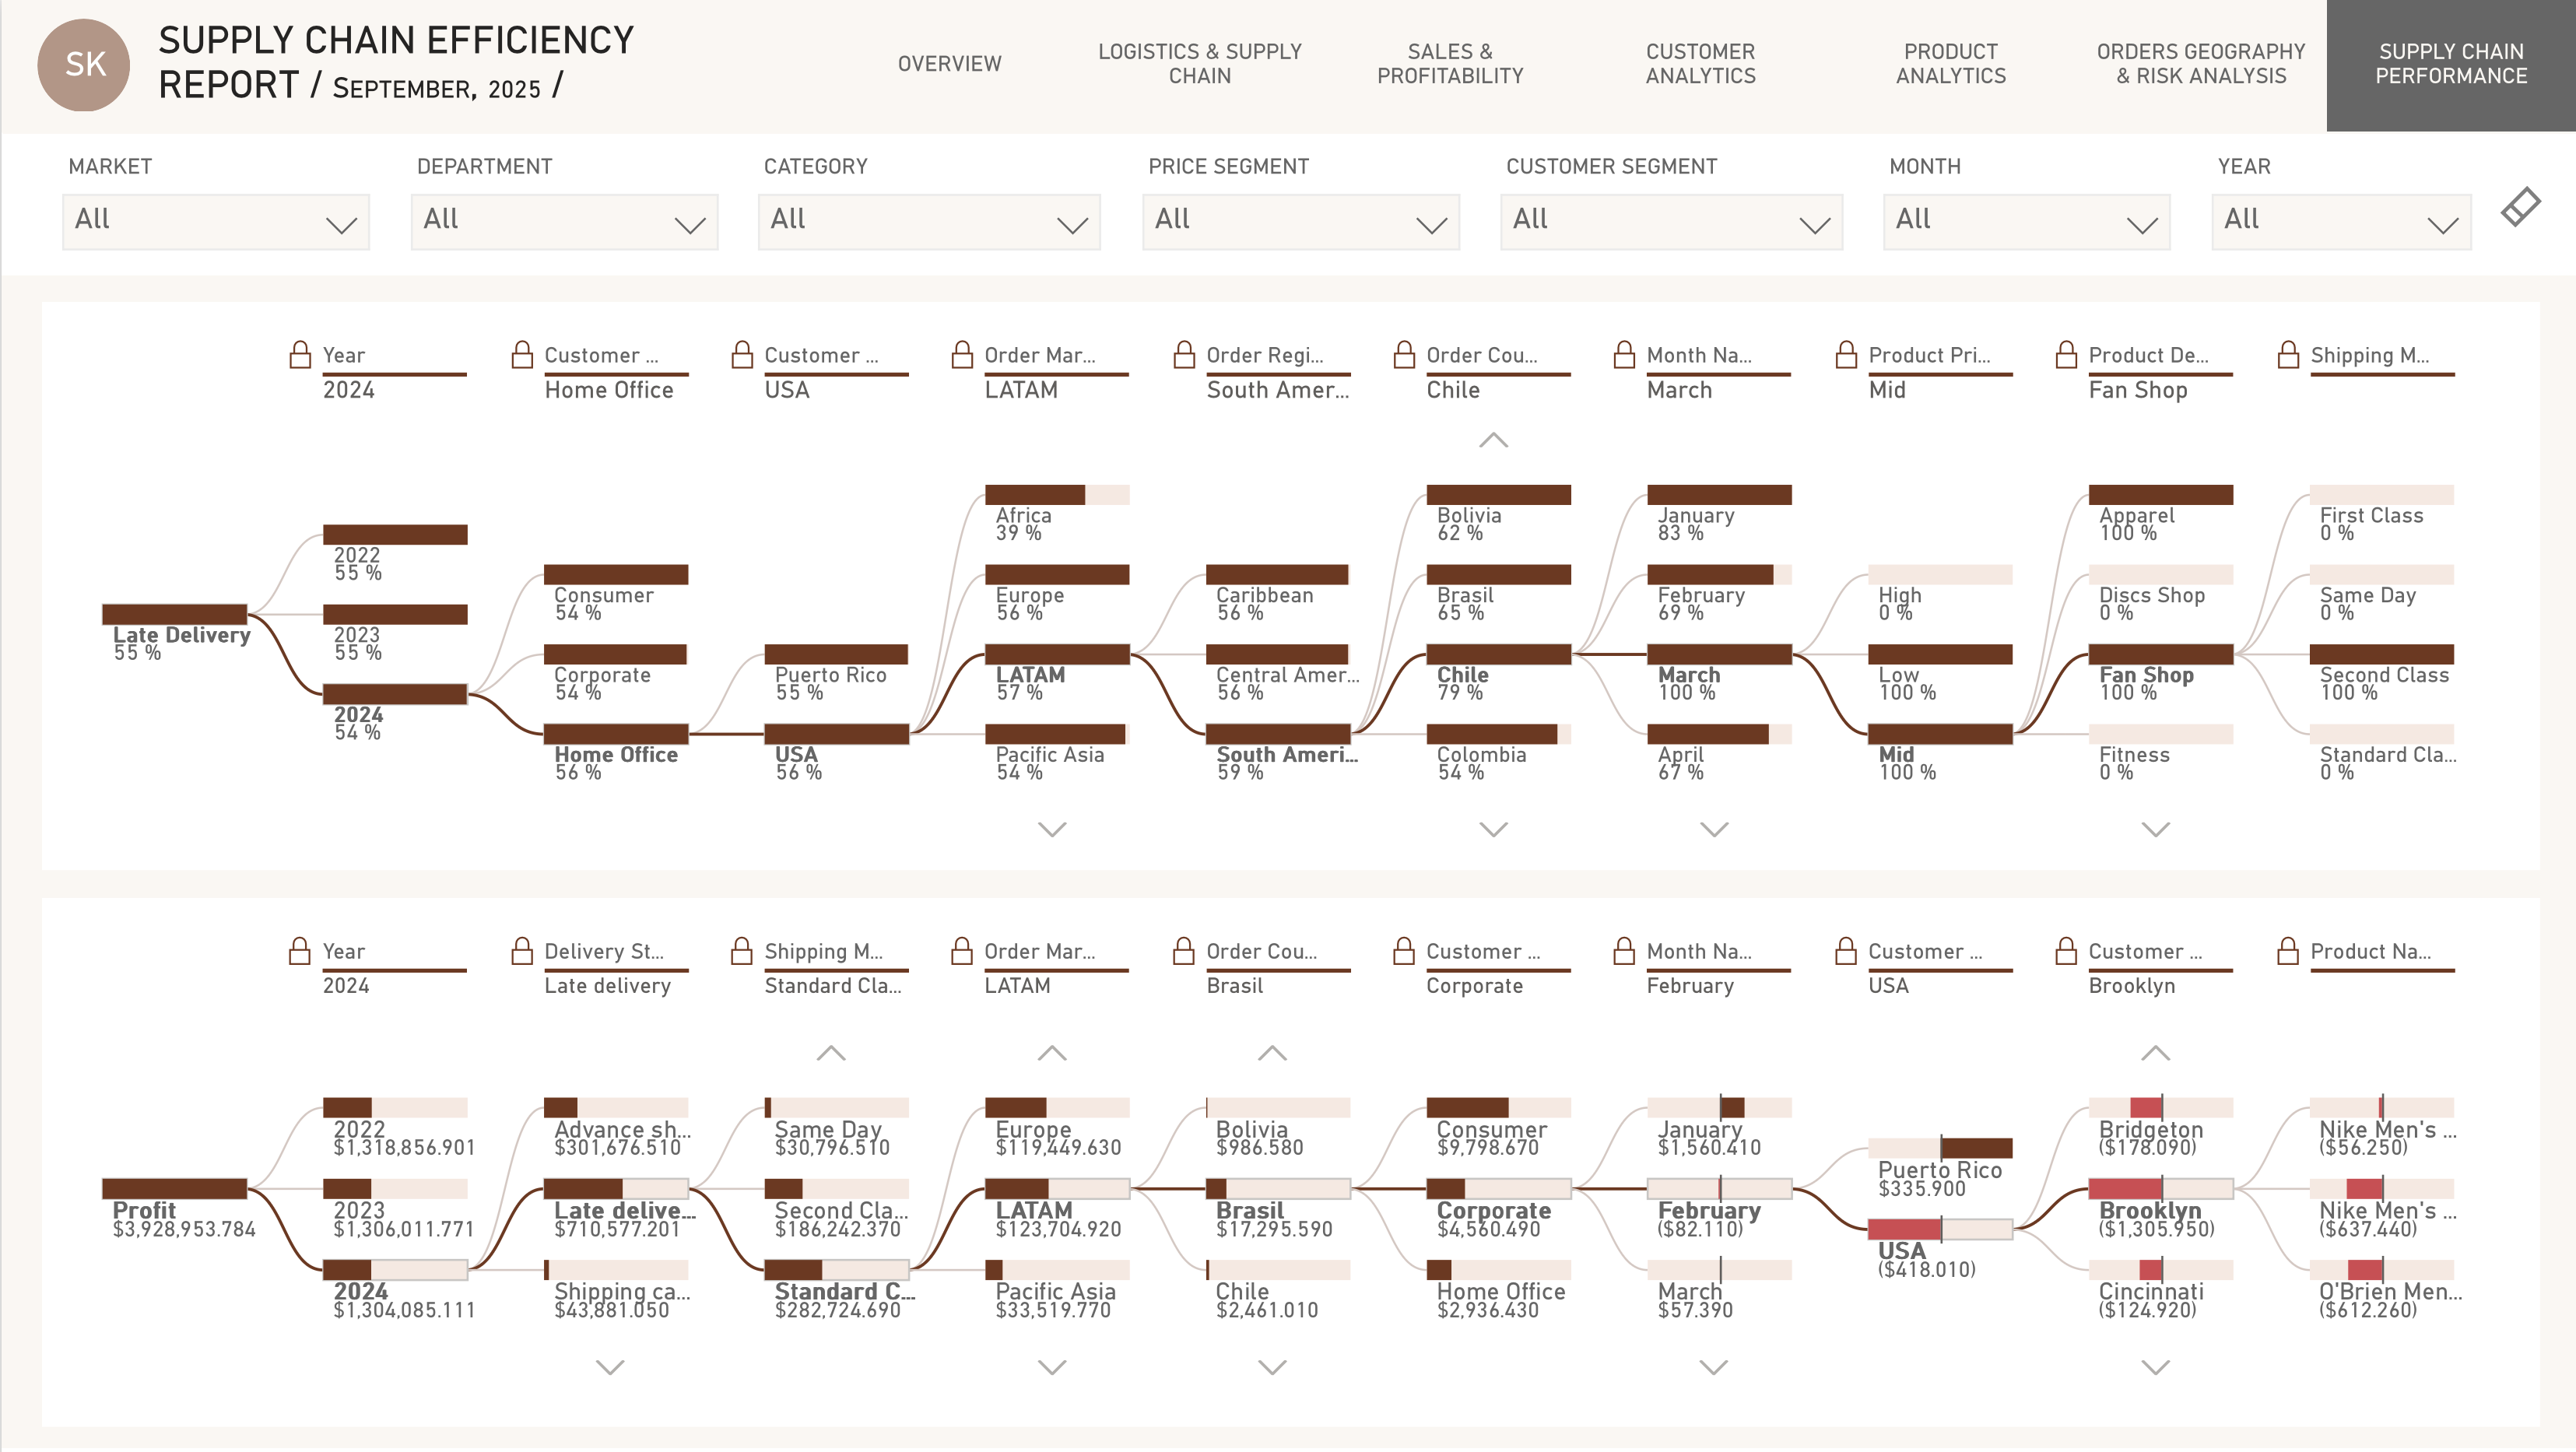 SK
SUPPLY CHAIN EFFICIENCY
REPORT / SEPTEMBER, 2025 /
OVERVIEW
LOGISTICS & SUPPLY
CHAIN
SALES &
PROFITABILITY
CUSTOMER
ANALYTICS
PRODUCT
ANALYTICS
ORDERS GEOGRAPHY
& RISK ANALYSIS
SUPPLY CHAIN
PERFORMANCE
MARKET
All
DEPARTMENT
All
CATEGORY
All
PRICE SEGMENT
All
CUSTOMER SEGMENT
All
MONTH
All
YEAR
All
Year
2024
Customer ...
Home Office
Customer ...
USA
Order Mar...
LATAM
Order Regi...
South Amer...
Order Cou...
Chile
Month Na...
March
Product Pri...
Mid
Product De...
Fan Shop
Shipping M...
Late Delivery
55 %
2022
55 %
2023
55 %
2024
54 %
Consumer
54 %
Corporate
54 %
Home Office
56 %
Puerto Rico
55 %
USA
56 %
Africa
39 %
Europe
56 %
LATAM
57 %
Pacific Asia
54 %
Caribbean
56 %
Central Amer...
56 %
South Ameri...
59 %
Bolivia
62 %
Brasil
65 %
Chile
79 %
Colombia
54 %
January
83 %
February
69 %
March
100 %
April
67 %
High
0 %
Low
100 %
Mid
100 %
Apparel
100 %
Discs Shop
0 %
Fan Shop
100 %
Fitness
0 %
First Class
0 %
Same Day
0 %
Second Class
100 %
Standard Cla...
0 %
Year
2024
Delivery St...
Late delivery
Shipping M...
Standard Cla...
Order Mar...
LATAM
Order Cou...
Brasil
Customer ...
Corporate
Month Na...
February
Customer ...
USA
Customer ...
Brooklyn
Product Na...
Profit
$3,928,953.784
2022
$1,318,856.901
2023
$1,306,011.771
2024
$1,304,085.111
Advance sh...
$301,676.510
Late delive...
$710,577.201
Shipping ca...
$43,881.050
Same Day
$30,796.510
Second Cla...
$186,242.370
Standard C...
$282,724.690
Europe
$119,449.630
LATAM
$123,704.920
Pacific Asia
$33,519.770
Bolivia
$986.580
Brasil
$17,295.590
Chile
$2,461.010
Consumer
$9,798.670
Corporate
$4,560.490
Home Office
$2,936.430
January
$1,560.410
February
($82.110)
March
$57.390
Puerto Rico
$335.900
USA
($418.010)
Bridgeton
($178.090)
Brooklyn
($1,305.950)
Cincinnati
($124.920)
Nike Men's ...
($56.250)
Nike Men's ...
($637.440)
O'Brien Men...
($612.260)